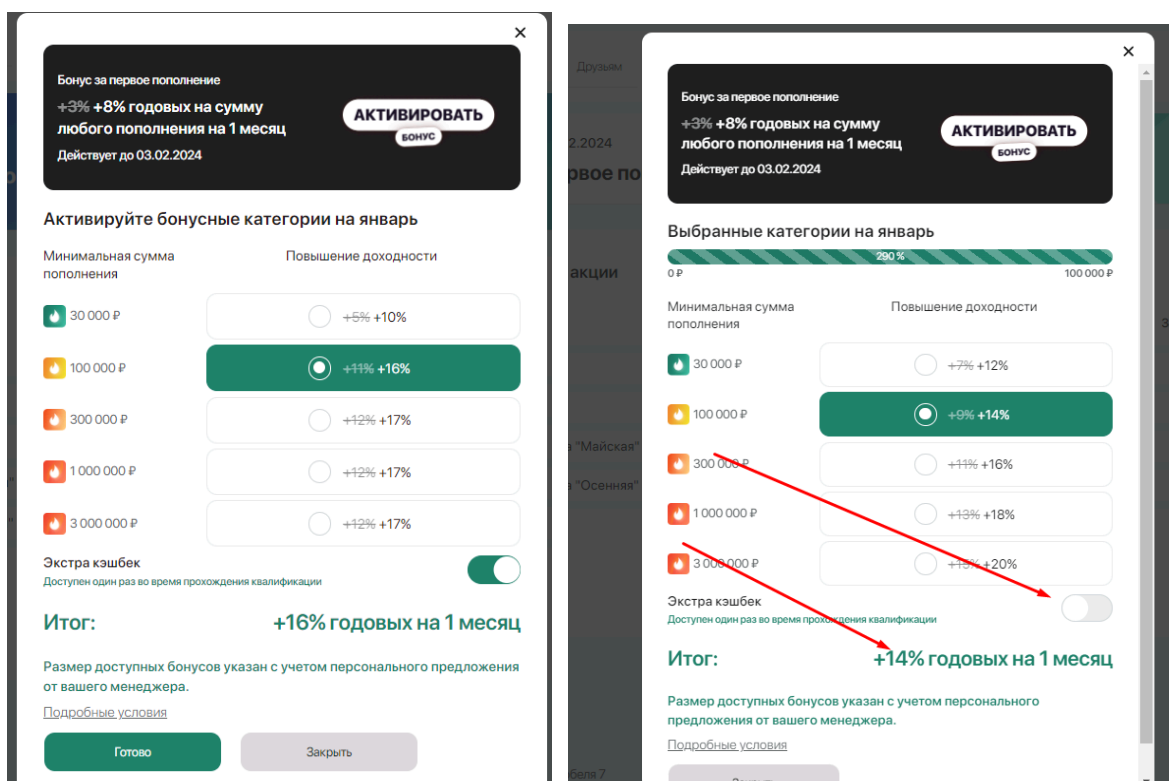 Бонус за первое пополнение
+3% +8% годовых на сумму
любого пополнения на 1 месяц
Действует до 03.02.2024
АКТИВИРОВАТЬ
БОНУС
Активируйте бонусные категории на январь
Минимальная сумма
пополнения
Повышение доходности
30 000 ₽
+5% +10%
100 000 ₽
+11% +16%
300 000 ₽
+12% +17%
1 000 000 ₽
+12% +17%
3 000 000 ₽
+12% +17%
Экстра кэшбек
Доступен один раз во время прохождения квалификации
Итог:
+16% годовых на 1 месяц
Размер доступных бонусов указан с учетом персонального предложения
от вашего менеджера.
Подробные условия
Готово
Закрыть
Друзьям
2.2024
рвое по
акции
а "Майская"
а "Осенняя"
Бонус за первое пополнение
+3% +8% годовых на сумму
любого пополнения на 1 месяц
Действует до 03.02.2024
АКТИВИРОВАТЬ
БОНУС
Выбранные категории на январь
290 %
0 ₽
100 000 ₽
Минимальная сумма
пополнения
Повышение доходности
30 000 ₽
+7% +12%
100 000 ₽
+9% +14%
300 000 ₽
+11% +16%
1 000 000 ₽
+13% +18%
3 000 000 ₽
+15% +20%
Экстра кэшбек
Доступен один раз во время прохождения квалификации
Итог:
+14% годовых на 1 месяц
Размер доступных бонусов указан с учетом персонального
предложения от вашего менеджера.
Подробные условия